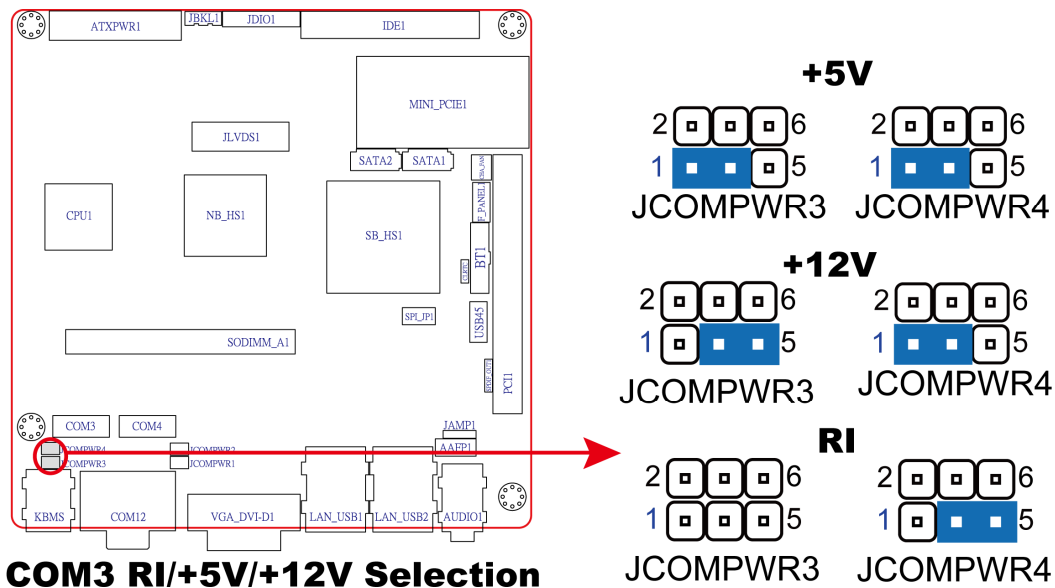 ATXPWR1
JBKL1
JDIO1
IDE1
MINI_PCIE1
JLVDS1
SATA2
SATA1
CPU1
NB_HS1
SB_HS1
F_PANEL1
BT1
CLRTC
SPI_JP1
USB45
SODIMM_A1
SPDIF_OUT1
PCI1
COM3
COM4
JAMP1
AAFP1
JCOMPWR4
JCOMPWR2
JCOMPWR3
JCOMPWR1
KBMS
COM12
VGA_DVI-D1
LAN_USB1
LAN_USB2
AUDIO1
COM3 RI/+5V/+12V Selection
+5V
2 6
1 5
JCOMPWR3
2 6
1 5
JCOMPWR4
+12V
2 6
1 5
JCOMPWR3
2 6
1 5
JCOMPWR4
RI
2 6
1 5
JCOMPWR3
2 6
1 5
JCOMPWR4